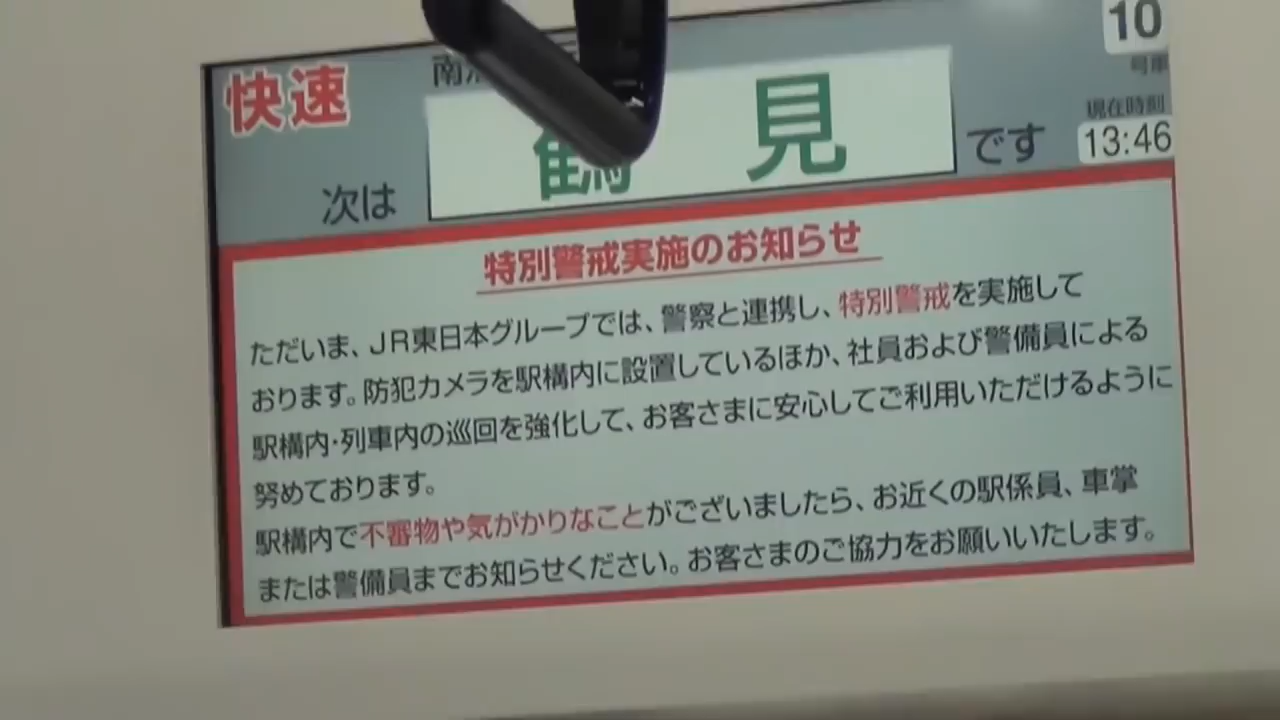 快速
南
10
号車
次は
鶴見
です
現在時刻
13:46
特別警戒実施のお知らせ
ただいま、JR東日本グループでは、警察と連携し、特別警戒を実施して
おります。防犯カメラを駅構内に設置しているほか、社員および警備員による
駅構内・列車内の巡回を強化して、お客さまに安心してご利用いただけるように
努めております。
駅構内で不審物や気がかりなことがございましたら、お近くの駅係員、車掌
または警備員までお知らせください。お客さまのご協力をお願いいたします。